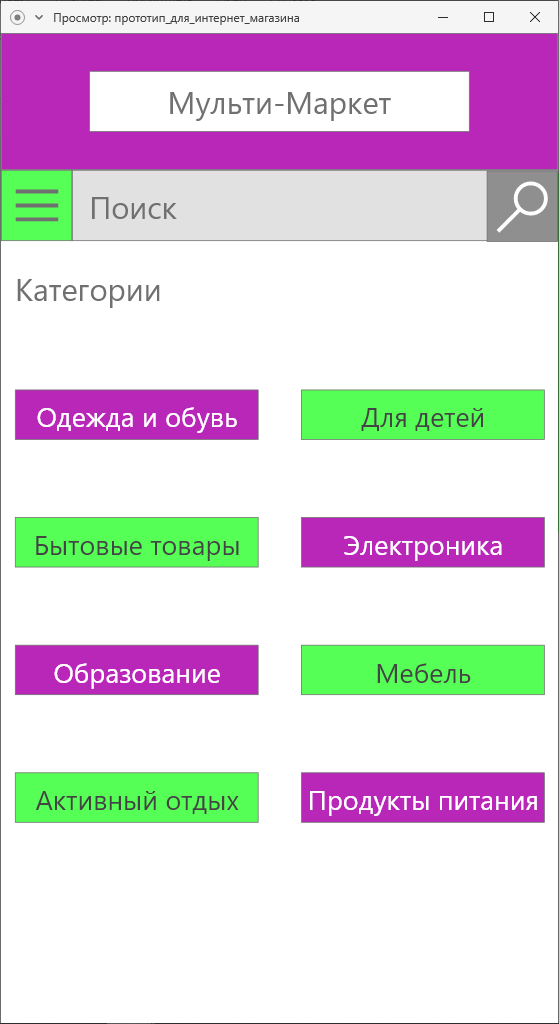 Просмотр: прототип_для_интернет_магазина
Мульти-Маркет
Поиск
Категории
Одежда и обувь
Для детей
Бытовые товары
Электроника
Образование
Мебель
Активный отдых
Продукты питания